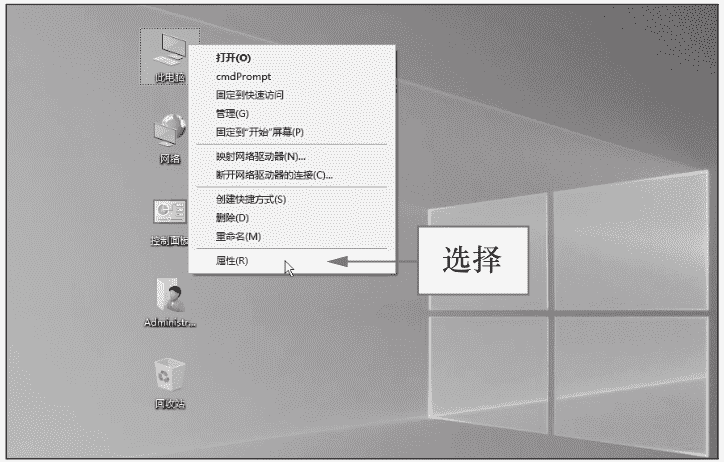 此电脑
网络
控制面板
Administr...
回收站
打开(O)
cmdPrompt
固定到快速访问
管理(G)
固定到"开始"屏幕(P)
映射网络驱动器(N)...
断开网络驱动器的连接(C)...
创建快捷方式(S)
删除(D)
重命名(M)
属性(R)
选择